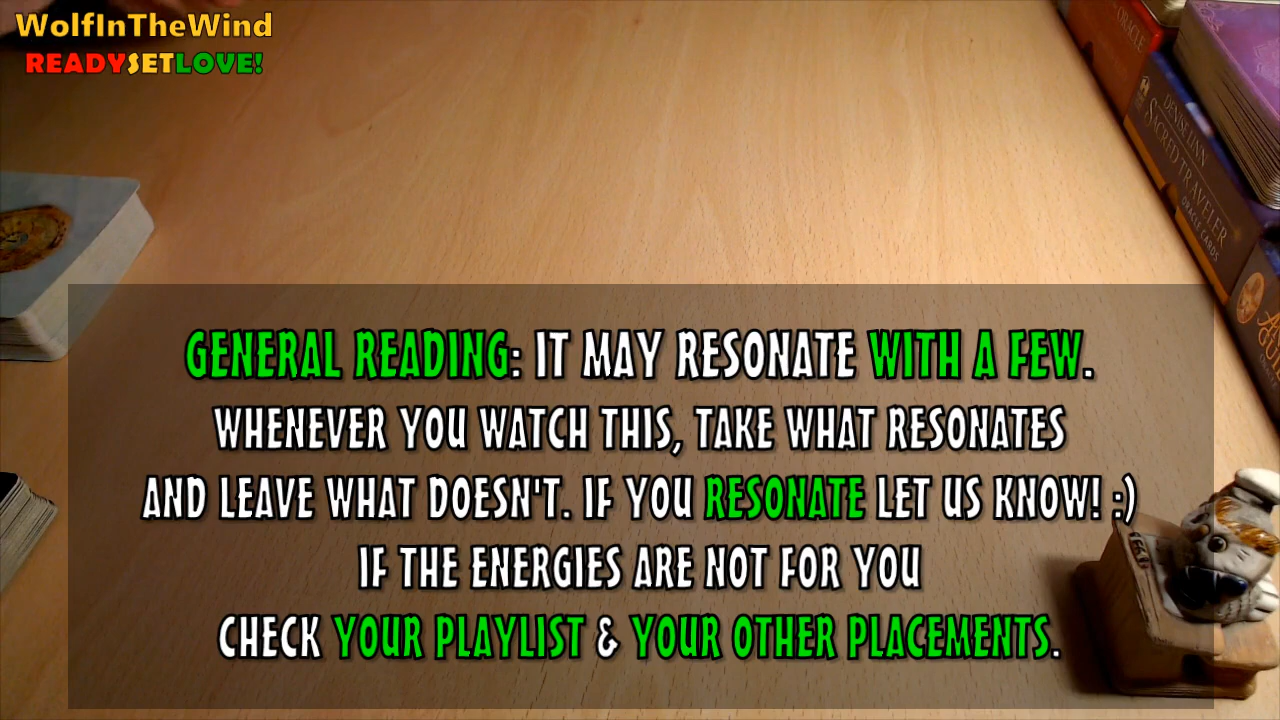 WolfInTheWind
READYSETLOVE!
ORACLE
DENISE LINN
SACRED TRAVELER
ORACLE CARDS
GENERAL READING: IT MAY RESONATE WITH A FEW.
WHENEVER YOU WATCH THIS, TAKE WHAT RESONATES
AND LEAVE WHAT DOESN'T. IF YOU RESONATE LET US KNOW! :)
IF THE ENERGIES ARE NOT FOR YOU
CHECK YOUR PLAYLIST & YOUR OTHER PLACEMENTS.